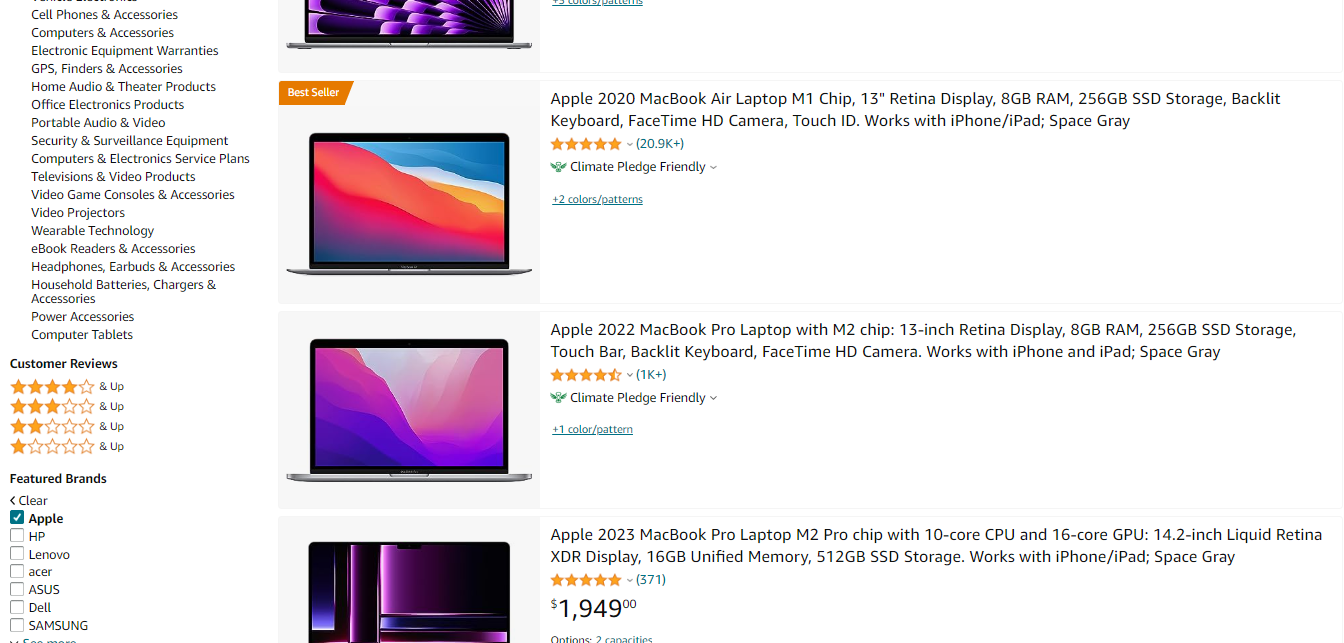 Cell Phones & Accessories
Computers & Accessories
Electronic Equipment Warranties
GPS, Finders & Accessories
Home Audio & Theater Products
Office Electronics Products
Portable Audio & Video
Security & Surveillance Equipment
Computers & Electronics Service Plans
Televisions & Video Products
Video Game Consoles & Accessories
Video Projectors
Wearable Technology
eBook Readers & Accessories
Headphones, Earbuds & Accessories
Household Batteries, Chargers &
Accessories
Power Accessories
Computer Tablets
Customer Reviews
& Up
& Up
& Up
& Up
Featured Brands
Clear
Apple
HP
Lenovo
acer
ASUS
Dell
SAMSUNG
See more
+3 colors/patterns
Best Seller
Apple 2020 MacBook Air Laptop M1 Chip, 13" Retina Display, 8GB RAM, 256GB SSD Storage, Backlit
Keyboard, FaceTime HD Camera, Touch ID. Works with iPhone/iPad; Space Gray
(20.9K+)
Climate Pledge Friendly
+2 colors/patterns
Apple 2022 MacBook Pro Laptop with M2 chip: 13-inch Retina Display, 8GB RAM, 256GB SSD Storage,
Touch Bar, Backlit Keyboard, FaceTime HD Camera. Works with iPhone and iPad; Space Gray
(1K+)
Climate Pledge Friendly
+1 color/pattern
Apple 2023 MacBook Pro Laptop M2 Pro chip with 10-core CPU and 16-core GPU: 14.2-inch Liquid Retina
XDR Display, 16GB Unified Memory, 512GB SSD Storage. Works with iPhone/iPad; Space Gray
(371)
$1,94900
Options: 2 capacities